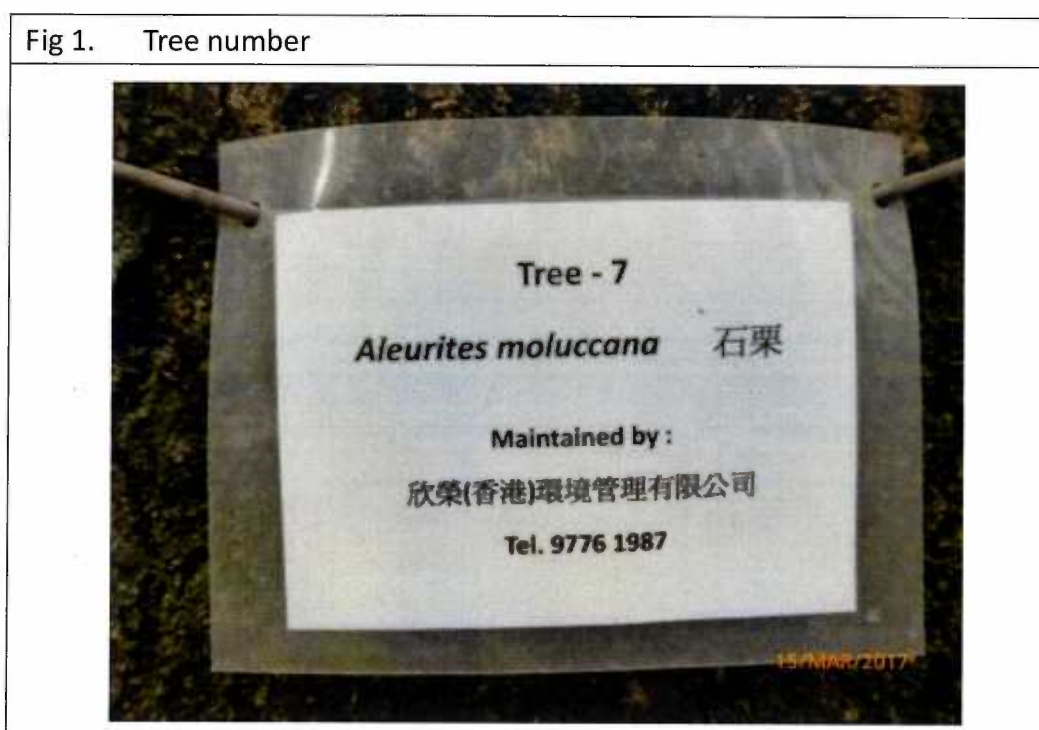 Fig 1. Tree number
Tree - 7
Aleurites moluccana 石栗
Maintained by :
欣榮(香港)環境管理有限公司
Tel. 9776 1987
15/MAR/2017